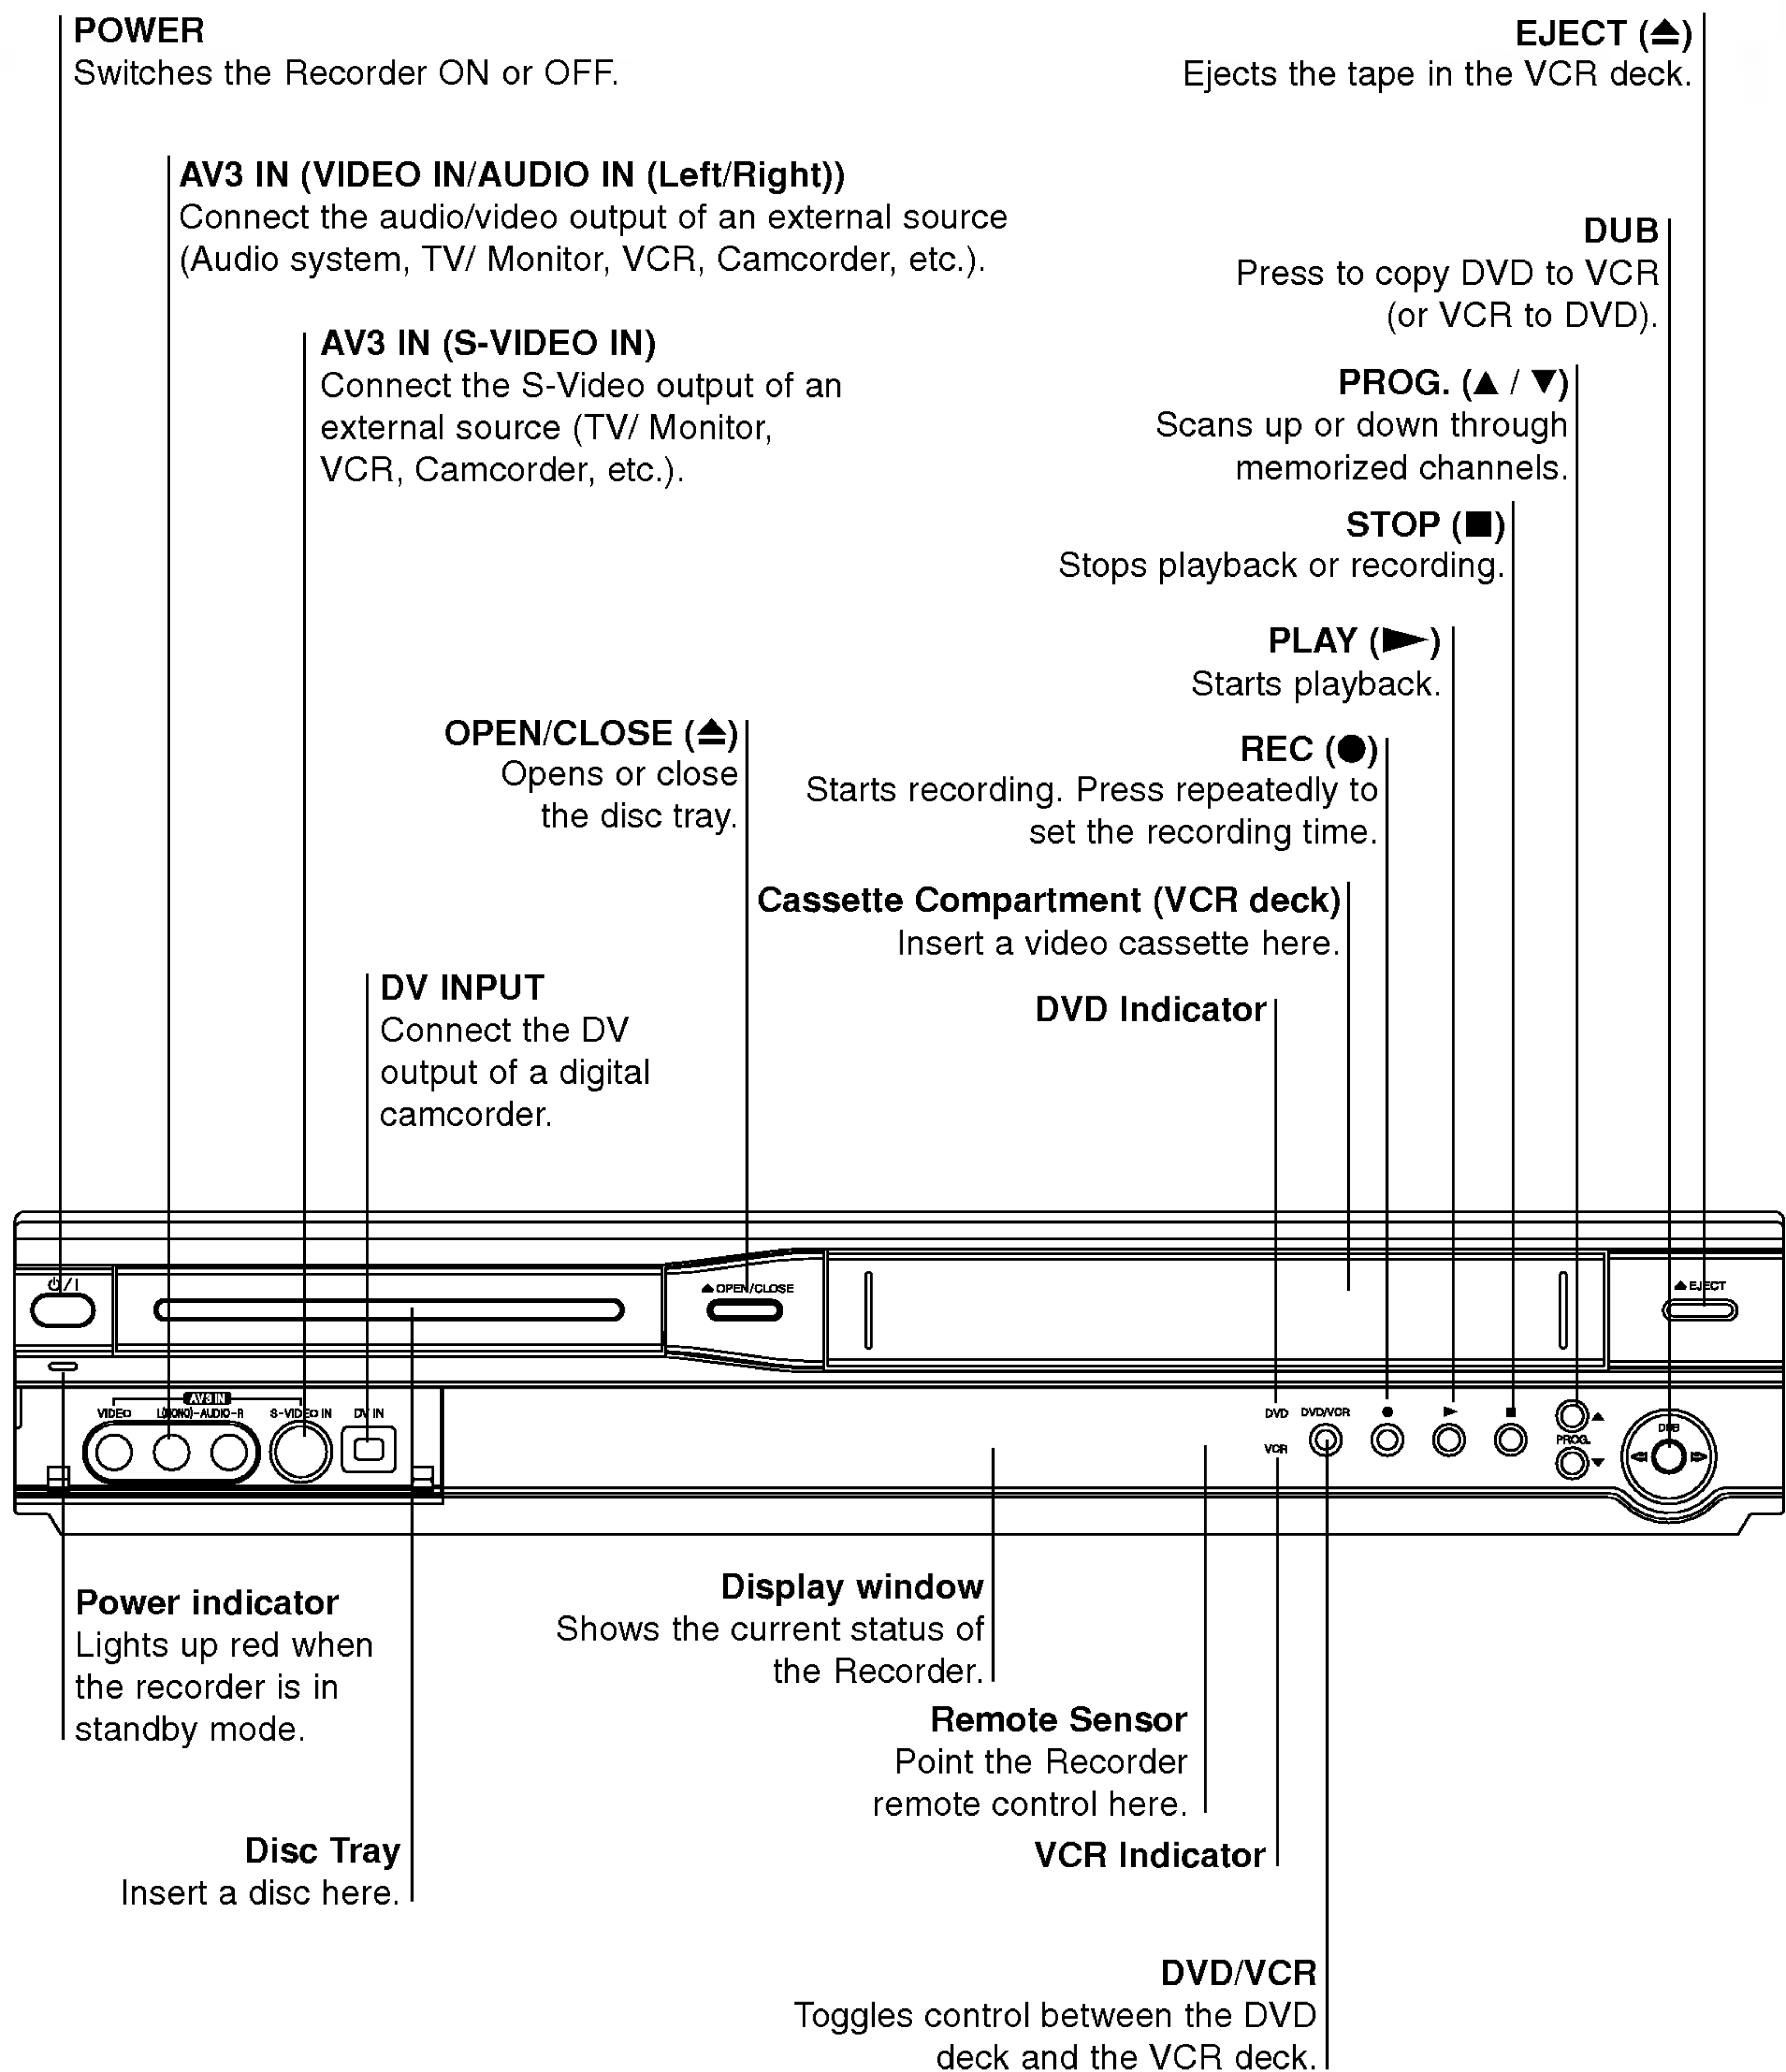 POWER
Switches the Recorder ON or OFF.
EJECT (⏏)
Ejects the tape in the VCR deck.
AV3 IN (VIDEO IN/AUDIO IN (Left/Right))
Connect the audio/video output of an external source
(Audio system, TV/ Monitor, VCR, Camcorder, etc.).
DUB
Press to copy DVD to VCR
(or VCR to DVD).
AV3 IN (S-VIDEO IN)
Connect the S-Video output of an
external source (TV/ Monitor,
VCR, Camcorder, etc.).
PROG. (▲ / ▼)
Scans up or down through
memorized channels.
STOP (■)
Stops playback or recording.
PLAY (►)
Starts playback.
OPEN/CLOSE (⏏)
Opens or close
the disc tray.
REC (●)
Starts recording. Press repeatedly to
set the recording time.
Cassette Compartment (VCR deck)
Insert a video cassette here.
DV INPUT
Connect the DV
output of a digital
camcorder.
DVD Indicator
⏻/I
▲ OPEN/CLOSE
▲ EJECT
AV3 IN
VIDEO
L(MONO)-AUDIO-R
S-VIDEO IN
DV IN
DVD
DVD/VCR
●
►
■
▲
VCR
PROG.
▼
DUB
Power indicator
Lights up red when
the recorder is in
standby mode.
Display window
Shows the current status of
the Recorder.
Remote Sensor
Point the Recorder
remote control here.
Disc Tray
Insert a disc here.
VCR Indicator
DVD/VCR
Toggles control between the DVD
deck and the VCR deck.